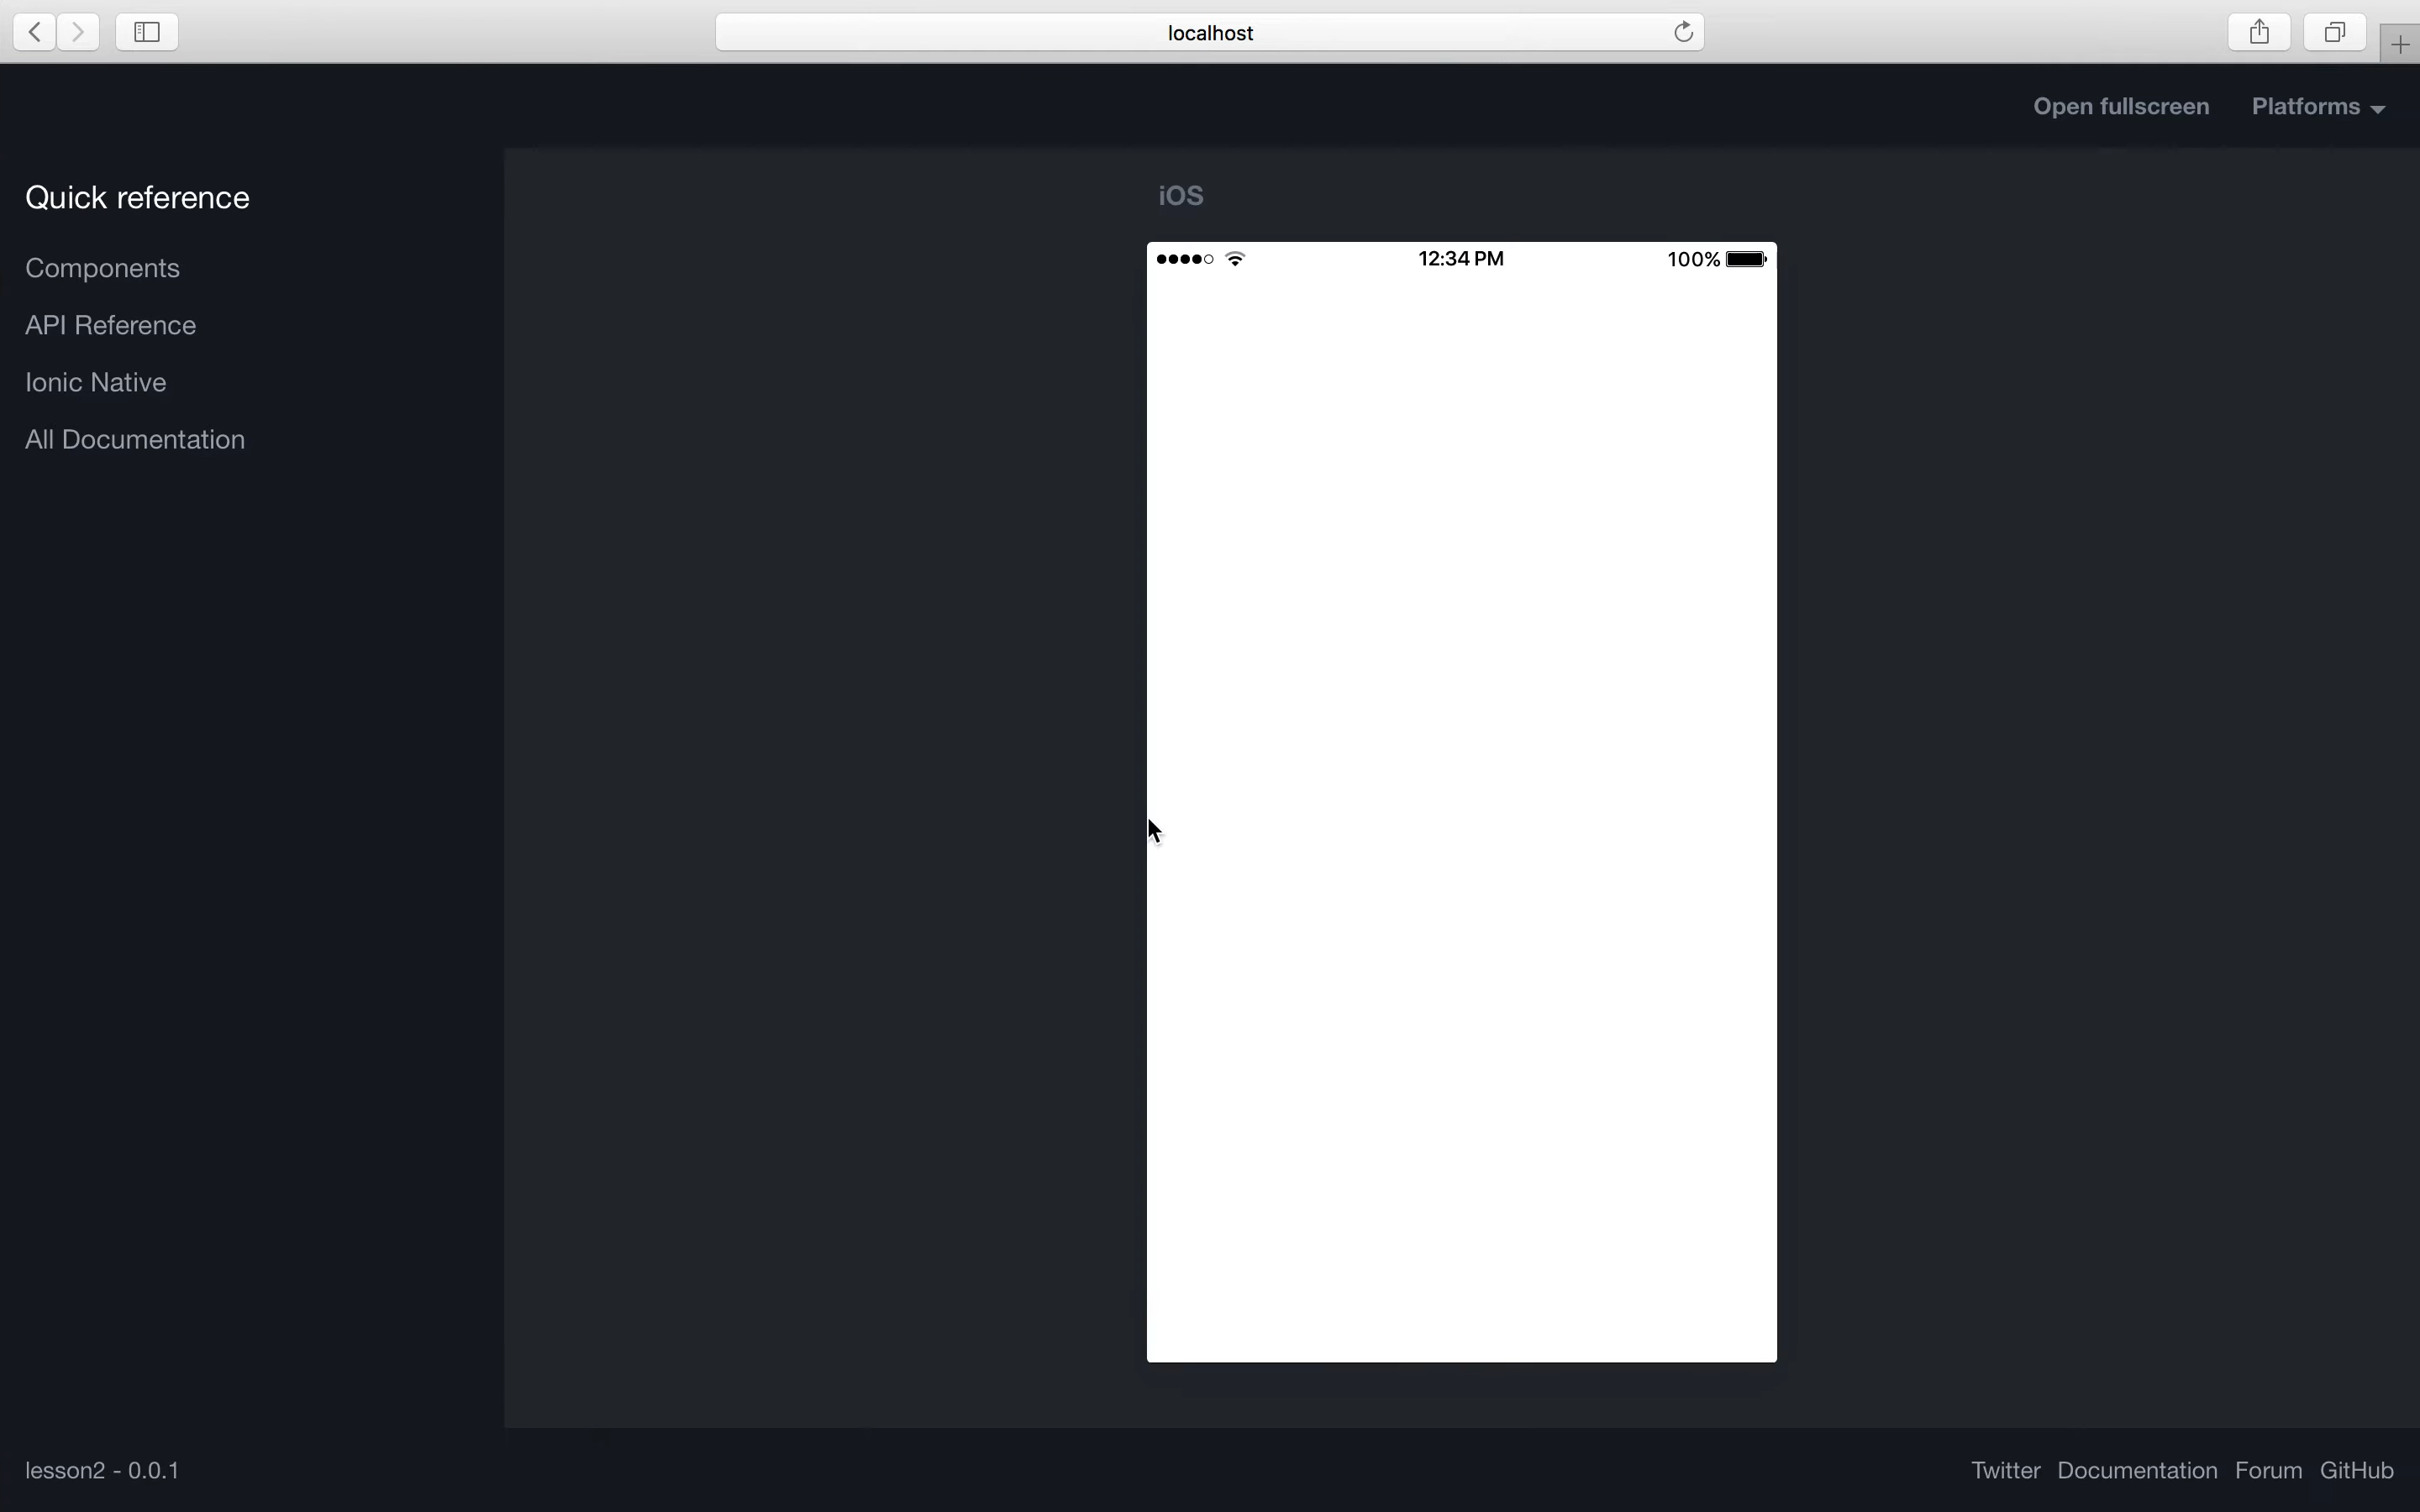 localhost
Open fullscreen Platforms
Quick reference
Components
API Reference
Ionic Native
All Documentation
iOS
12:34 PM 100%
lesson2 - 0.0.1
Twitter Documentation Forum GitHub